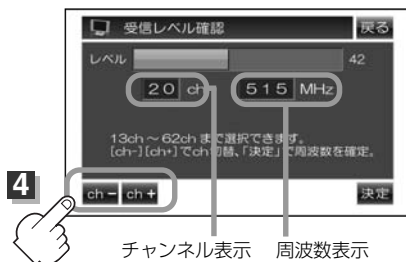 受信レベル確認 戻る
レベル 42
20 ch 515 MHz
13ch～62chまで選択できます。
[ch-][ch+]でch切替、「決定」で周波数を確定。
4
ch - ch + 決定
チャンネル表示 周波数表示